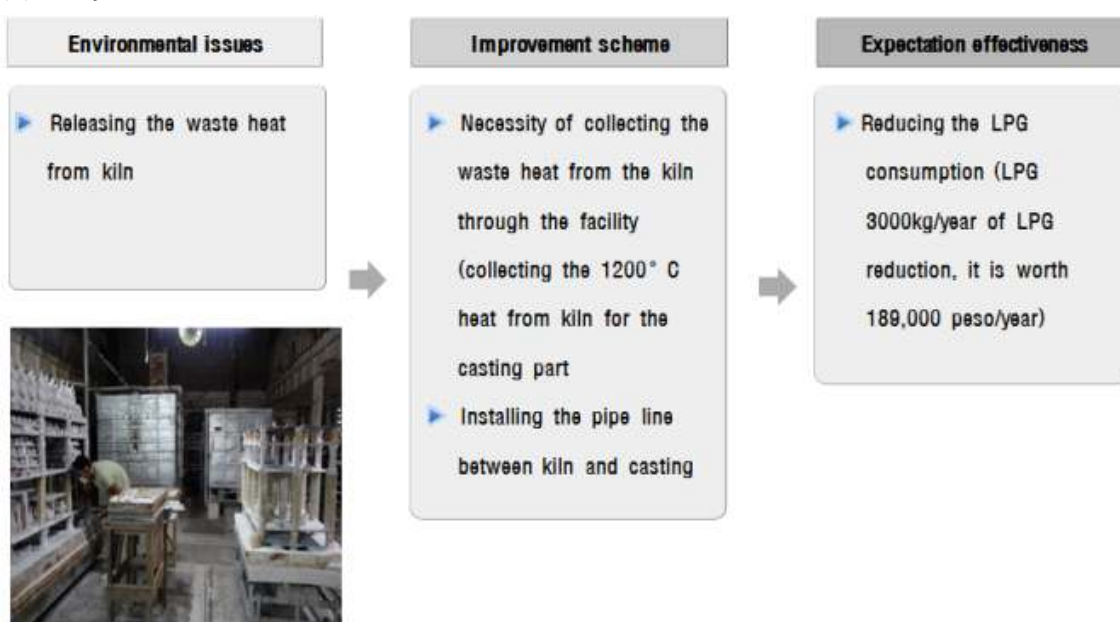 Environmental issues
Releasing the waste heat
from kiln
Improvement scheme
Necessity of collecting the
waste heat from the kiln
through the facility
(collecting the 1200° C
heat from kiln for the
casting part
Installing the pipe line
between kiln and casting
Expectation effectiveness
Reducing the LPG
consumption (LPG
3000kg/year of LPG
reduction, it is worth
189,000 peso/year)